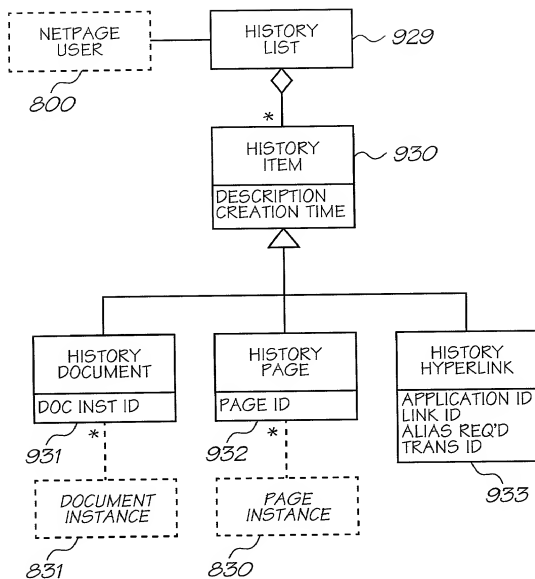 NETPAGE
USER
800
HISTORY
LIST
929
*
HISTORY
ITEM
930
DESCRIPTION
CREATION TIME
HISTORY
DOCUMENT
DOC INST ID
931
*
DOCUMENT
INSTANCE
831
HISTORY
PAGE
PAGE ID
932
*
PAGE
INSTANCE
830
HISTORY
HYPERLINK
APPLICATION ID
LINK ID
ALIAS REQ'D
TRANS ID
933